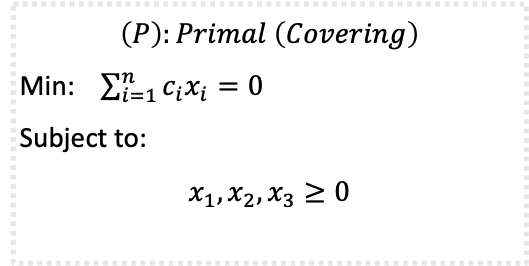 (P): Primal (Covering)
Min: ∑ⁿᵢ₌₁ cᵢxᵢ = 0
Subject to:
x₁, x₂, x₃ ≥ 0